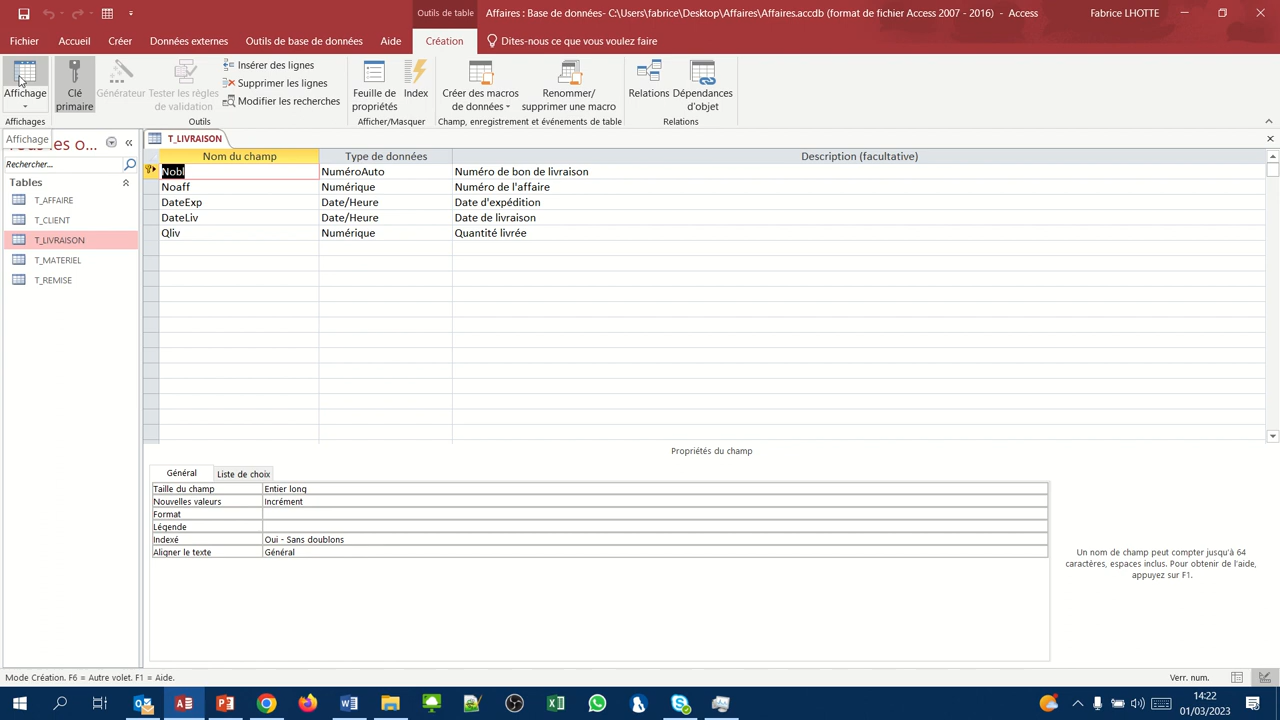 Outils de table
Affaires : Base de données- C:\Users\fabrice\Desktop\Affaires\Affaires.accdb (format de fichier Access 2007 - 2016) - Access
Fabrice LHOTTE
Fichier
Accueil
Créer
Données externes
Outils de base de données
Aide
Création
Dites-nous ce que vous voulez faire
Affichage
Clé primaire
Générateur
Tester les règles de validation
Insérer des lignes
Supprimer les lignes
Modifier les recherches
Feuille de propriétés
Index
Créer des macros de données
Renommer/ supprimer une macro
Relations
Dépendances d'objet
Affichages
Outils
Afficher/Masquer
Champ, enregistrement et événements de table
Relations
Affichage
les o...
Rechercher...
Tables
T_AFFAIRE
T_CLIENT
T_LIVRAISON
T_MATERIEL
T_REMISE
T_LIVRAISON
Nom du champ Type de données Description (facultative)
Nobl NuméroAuto Numéro de bon de livraison
Noaff Numérique Numéro de l'affaire
DateExp Date/Heure Date d'expédition
DateLiv Date/Heure Date de livraison
Qliv Numérique Quantité livrée
Propriétés du champ
Général Liste de choix
Taille du champ Entier long
Nouvelles valeurs Incrément
Format
Légende
Indexé Oui - Sans doublons
Aligner le texte Général
Un nom de champ peut compter jusqu'à 64
caractères, espaces inclus. Pour obtenir de l'aide,
appuyez sur F1.
Mode Création. F6 = Autre volet. F1 = Aide.
Verr. num.
14:22
01/03/2023